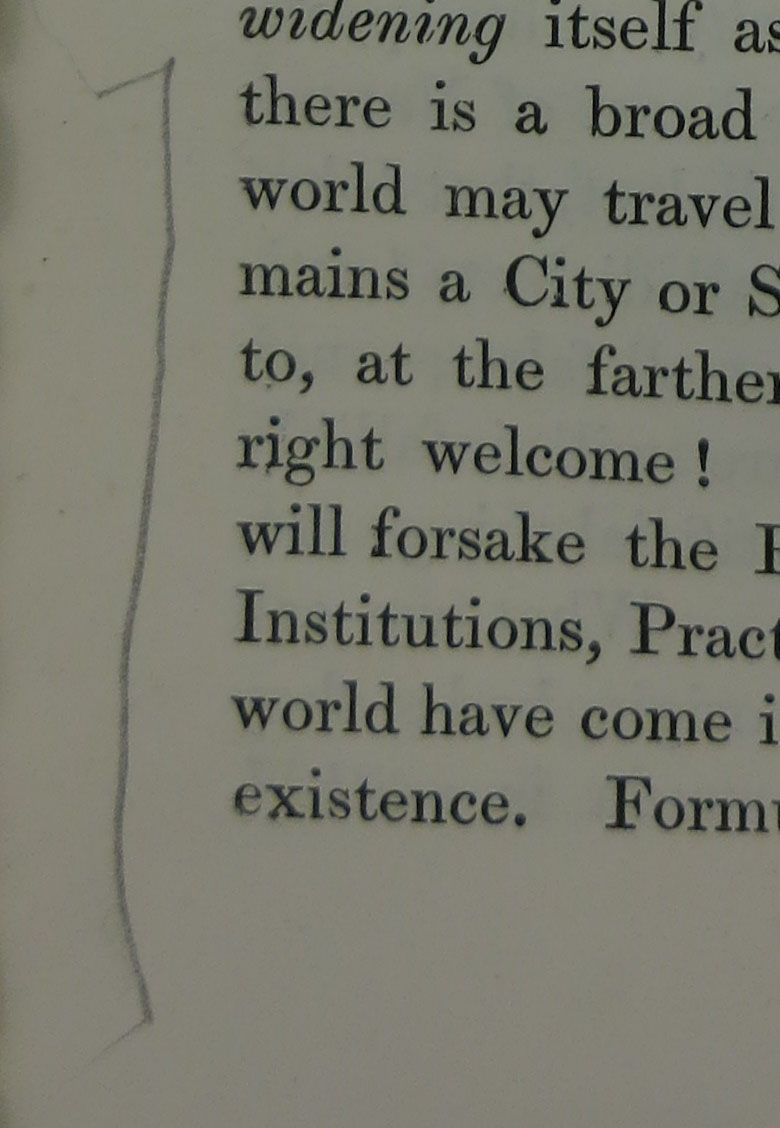 widening itself as
there is a broad
world may travel
mains a City or S
to, at the farther
right welcome !
will forsake the
Institutions, Pract
world have come i
existence. Formu